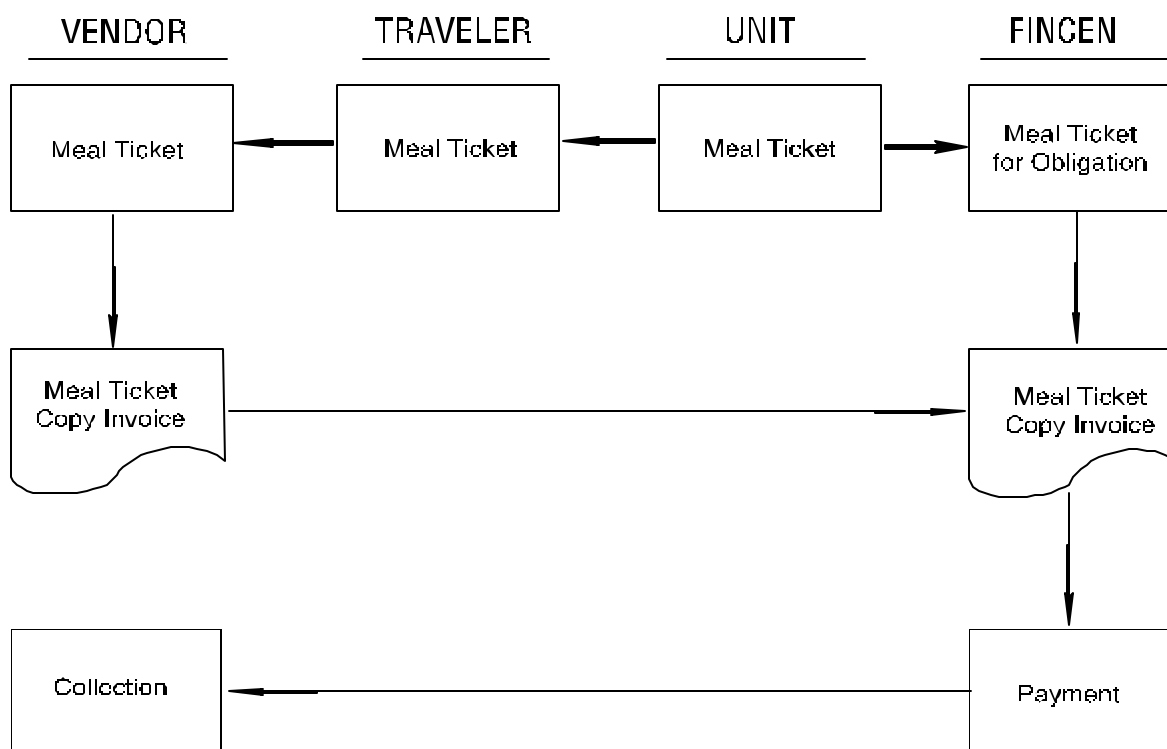 VENDOR
TRAVELER
UNIT
FINCEN
Meal Ticket
Meal Ticket
Meal Ticket
Meal Ticket
for Obligation
Meal Ticket
Copy Invoice
Meal Ticket
Copy Invoice
Collection
Payment